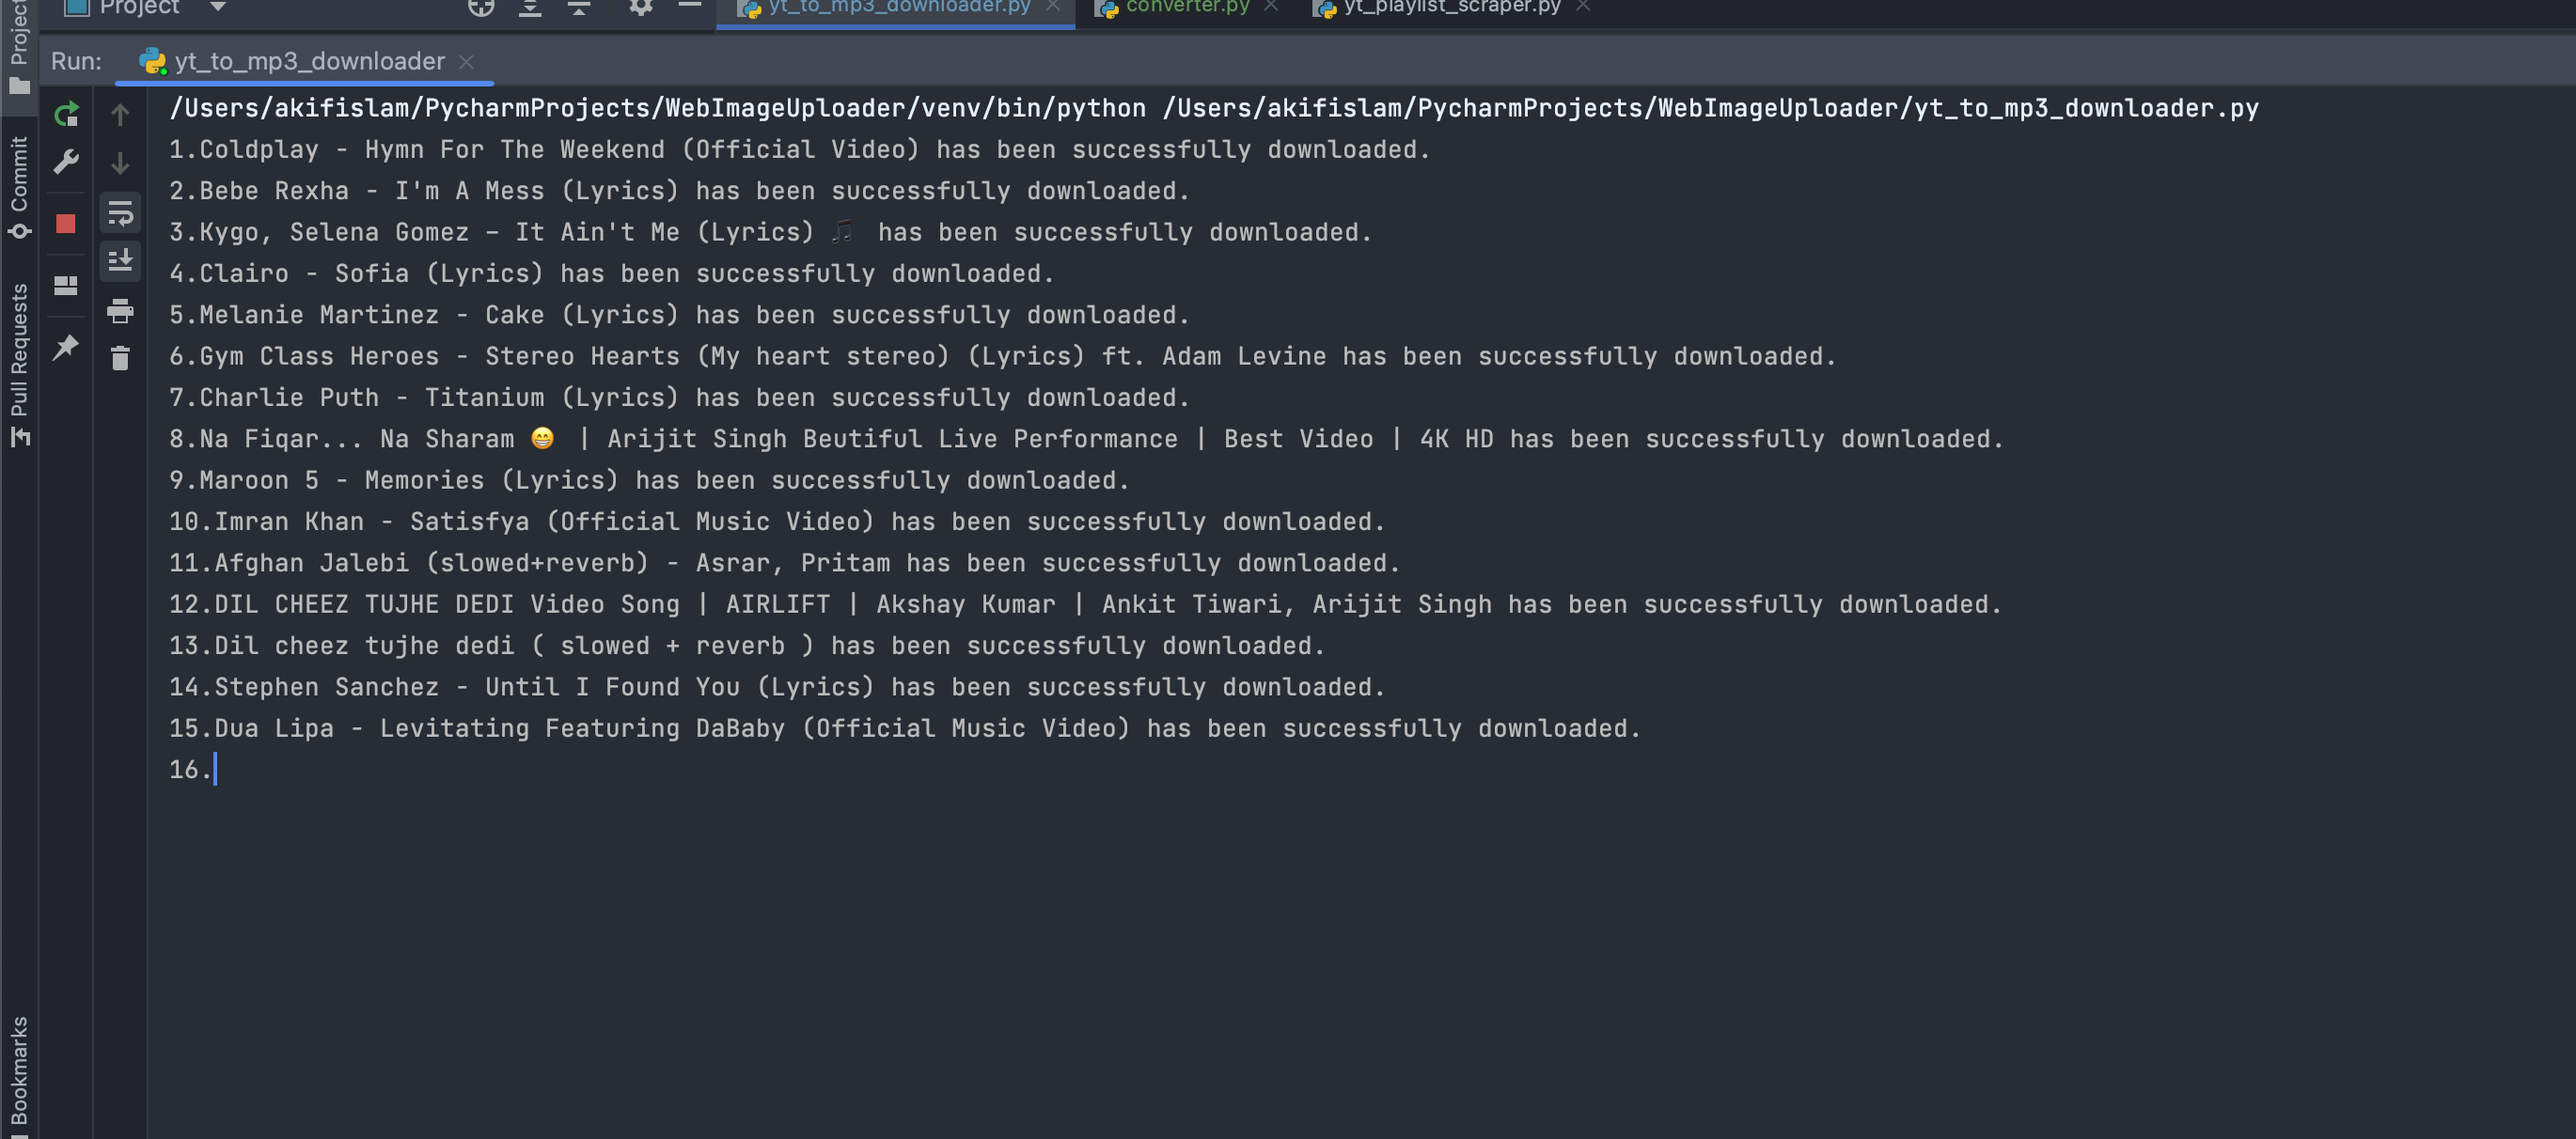 Project
yt_to_mp3_downloader.py
converter.py
yt_playlist_scraper.py
Run:
yt_to_mp3_downloader
Project
Commit
Pull Requests
Bookmarks
/Users/akifislam/PycharmProjects/WebImageUploader/venv/bin/python /Users/akifislam/PycharmProjects/WebImageUploader/yt_to_mp3_downloader.py
1.Coldplay - Hymn For The Weekend (Official Video) has been successfully downloaded.
2.Bebe Rexha - I'm A Mess (Lyrics) has been successfully downloaded.
3.Kygo, Selena Gomez – It Ain't Me (Lyrics) 🎵 has been successfully downloaded.
4.Clairo - Sofia (Lyrics) has been successfully downloaded.
5.Melanie Martinez - Cake (Lyrics) has been successfully downloaded.
6.Gym Class Heroes - Stereo Hearts (My heart stereo) (Lyrics) ft. Adam Levine has been successfully downloaded.
7.Charlie Puth - Titanium (Lyrics) has been successfully downloaded.
8.Na Fiqar... Na Sharam 😁 | Arijit Singh Beutiful Live Performance | Best Video | 4K HD has been successfully downloaded.
9.Maroon 5 - Memories (Lyrics) has been successfully downloaded.
10.Imran Khan - Satisfya (Official Music Video) has been successfully downloaded.
11.Afghan Jalebi (slowed+reverb) - Asrar, Pritam has been successfully downloaded.
12.DIL CHEEZ TUJHE DEDI Video Song | AIRLIFT | Akshay Kumar | Ankit Tiwari, Arijit Singh has been successfully downloaded.
13.Dil cheez tujhe dedi ( slowed + reverb ) has been successfully downloaded.
14.Stephen Sanchez - Until I Found You (Lyrics) has been successfully downloaded.
15.Dua Lipa - Levitating Featuring DaBaby (Official Music Video) has been successfully downloaded.
16.